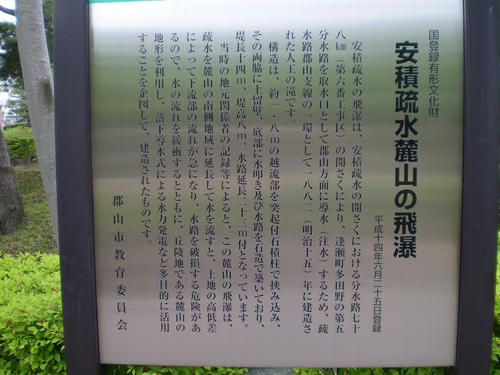 国登録有形文化財
安積疏水麓山の飛瀑
平成十四年六月二十五日登録
安積疏水の飛瀑は、安積疏水の開さくにおける分水路七十
八㎞(第六番工事区)の開さくにより、逢瀬町多田野の第五
分水路を取水口として郡山方面に導水(注水)するため、疏
水路郡山支線の一環として一八八二(明治十五)年に建造さ
れた人工の滝です。
構造は、約一・八mの越流部を突起付石積柱で挟み込み、
その両脇に上留壁、底部に水叩き及び水路を石造で築いており、
堤長十四m、堤高八m、水路延長二十三m付となっています。
当時の地元関係者の記録等によると、この麓山の飛瀑は、
疏水を麓山の南側地域に延長して水を流すと、土地の高低差
によって下流部の流れが急になり、水路を破損する危険があ
るので、水の流れを緩衝するとともに、丘陵地である麓山の
地形を利用し、落下導水式による水力発電など多目的に活用
することを企図して、建造されたものです。
郡山市教育委員会